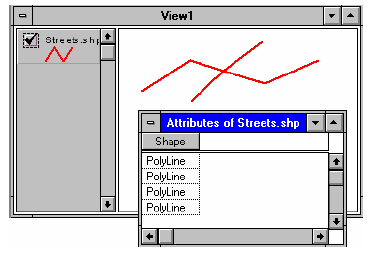 View1
Streets.shp
Attributes of Streets.shp
Shape
PolyLine
PolyLine
PolyLine
PolyLine